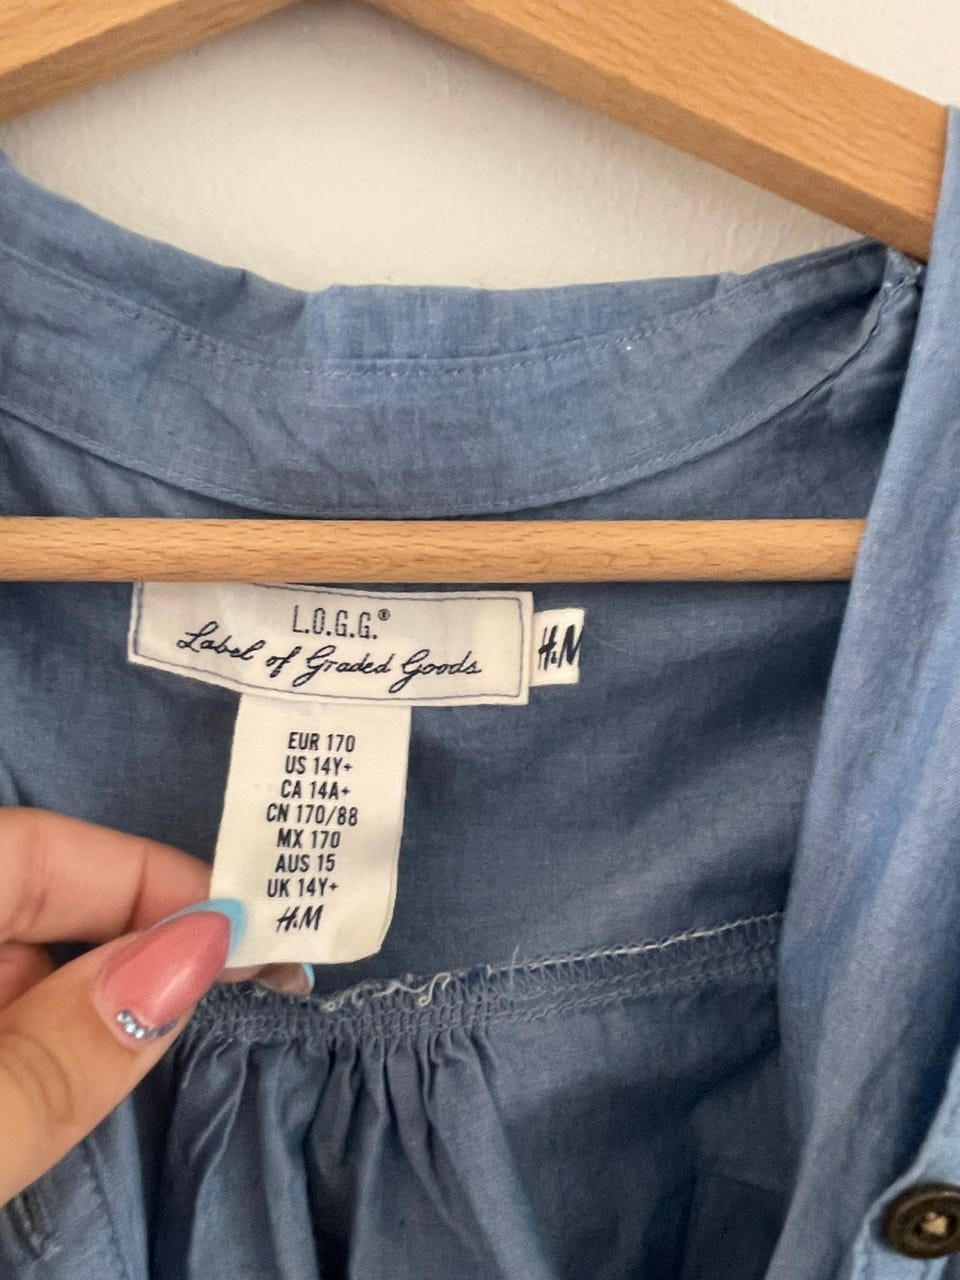 L.O.G.G.®
Label of Graded Goods
H&M
EUR 170
US 14Y+
CA 14A+
CN 170/88
MX 170
AUS 15
UK 14Y+
H&M